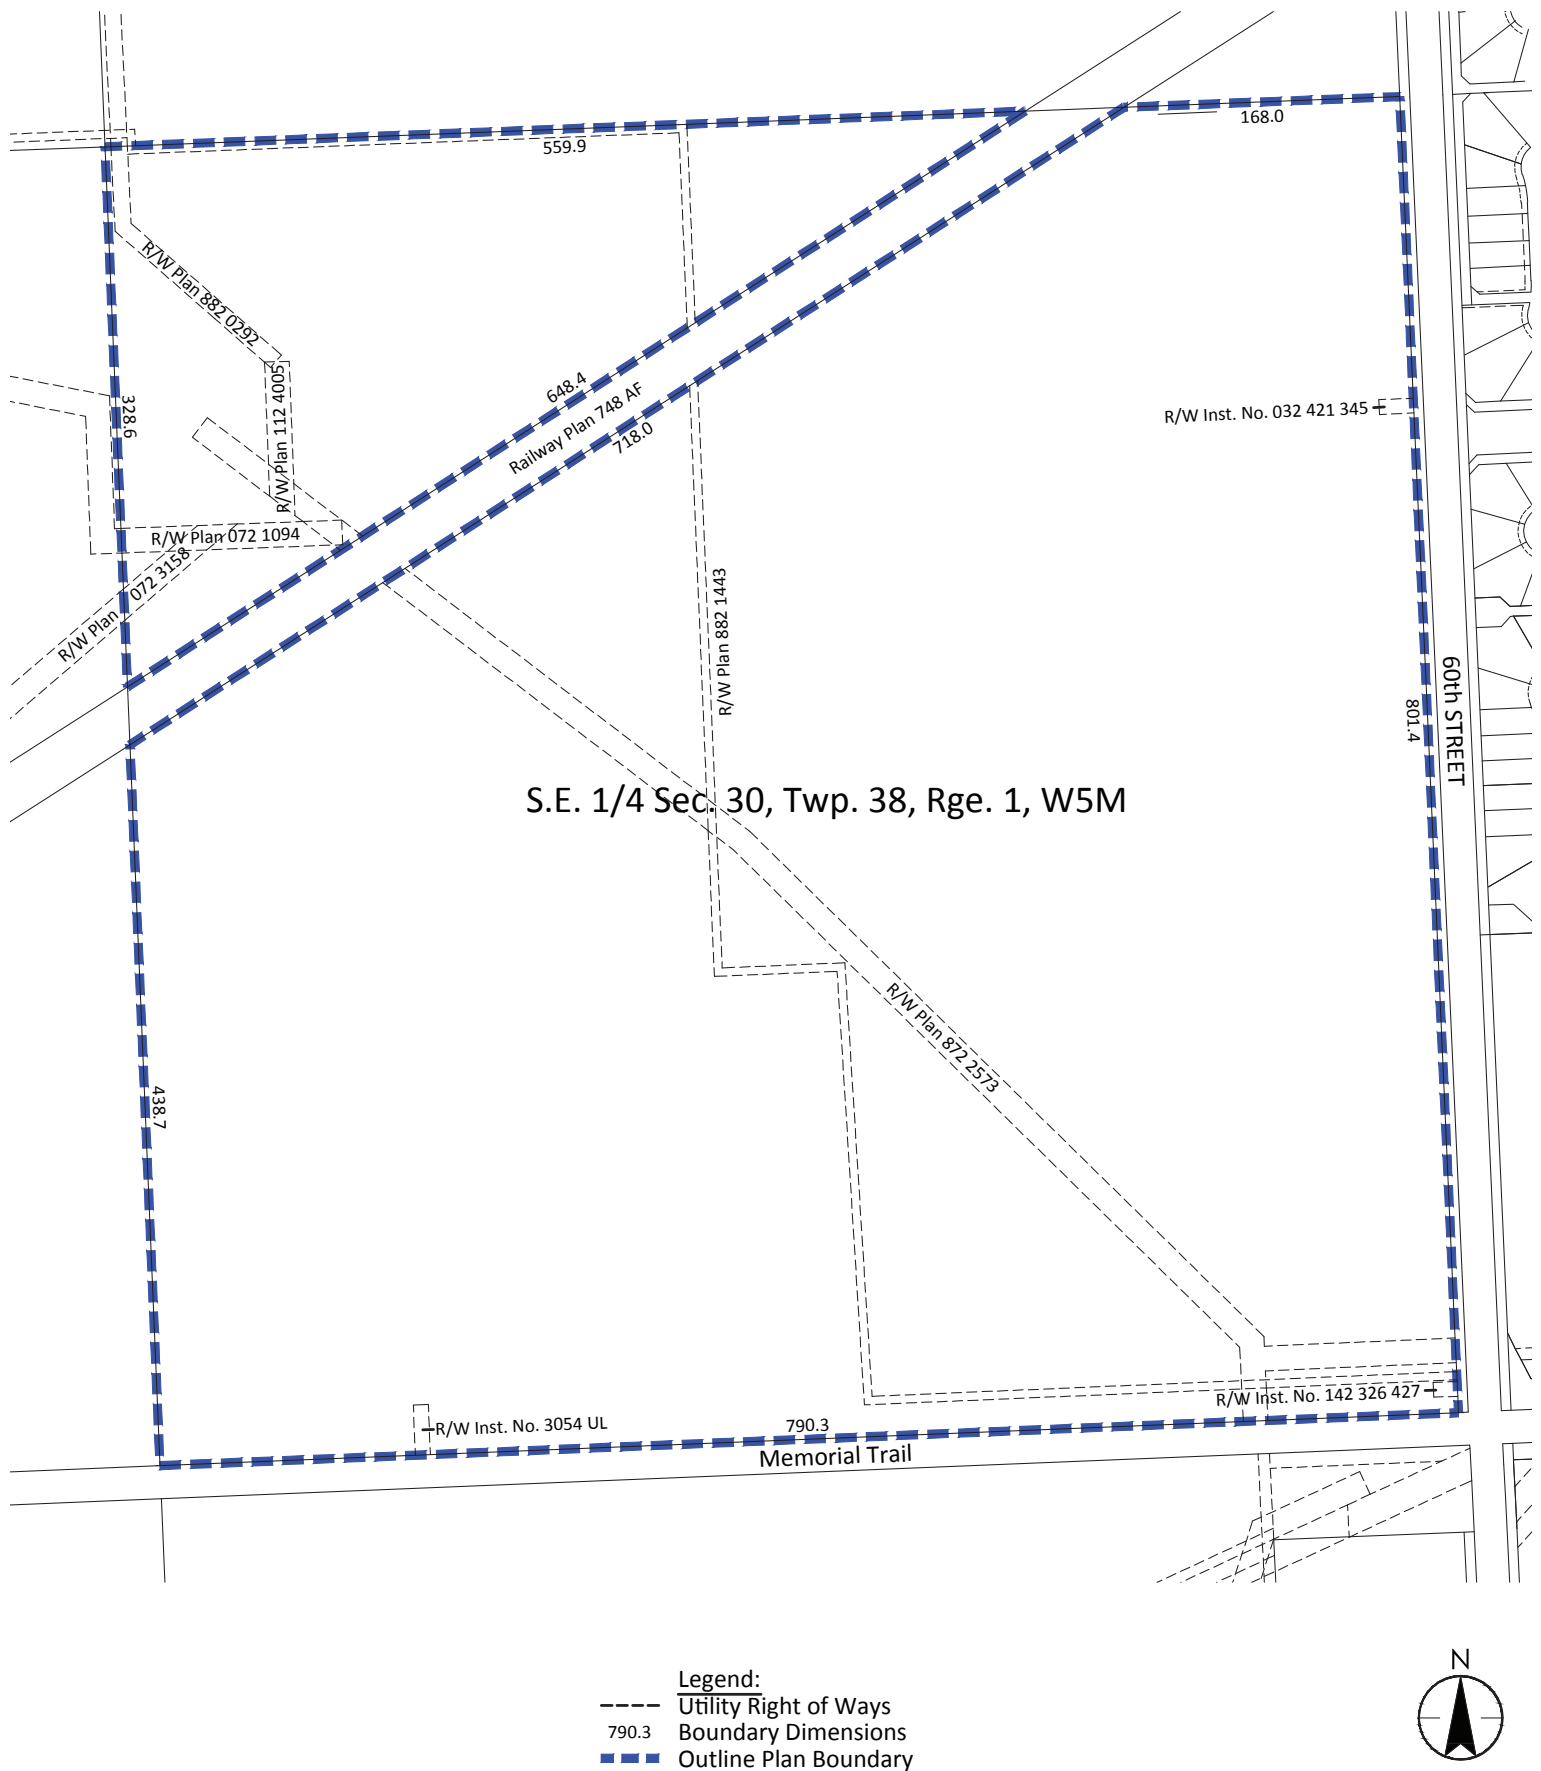 168.0
559.9
R/W Plan 882 0292
R/W Plan 112 4005
328.6
648.4
Railway Plan 748 AF
718.0
R/W Inst. No. 032 421 345
R/W Plan 072 1094
R/W Plan 072 3158
R/W Plan 882 1443
60th STREET
801.4
S.E. 1/4 Sec. 30, Twp. 38, Rge. 1, W5M
R/W Plan 872 2573
438.7
R/W Inst. No. 142 326 427
R/W Inst. No. 3054 UL
790.3
Memorial Trail
N
Legend:
Utility Right of Ways
790.3 Boundary Dimensions
Outline Plan Boundary